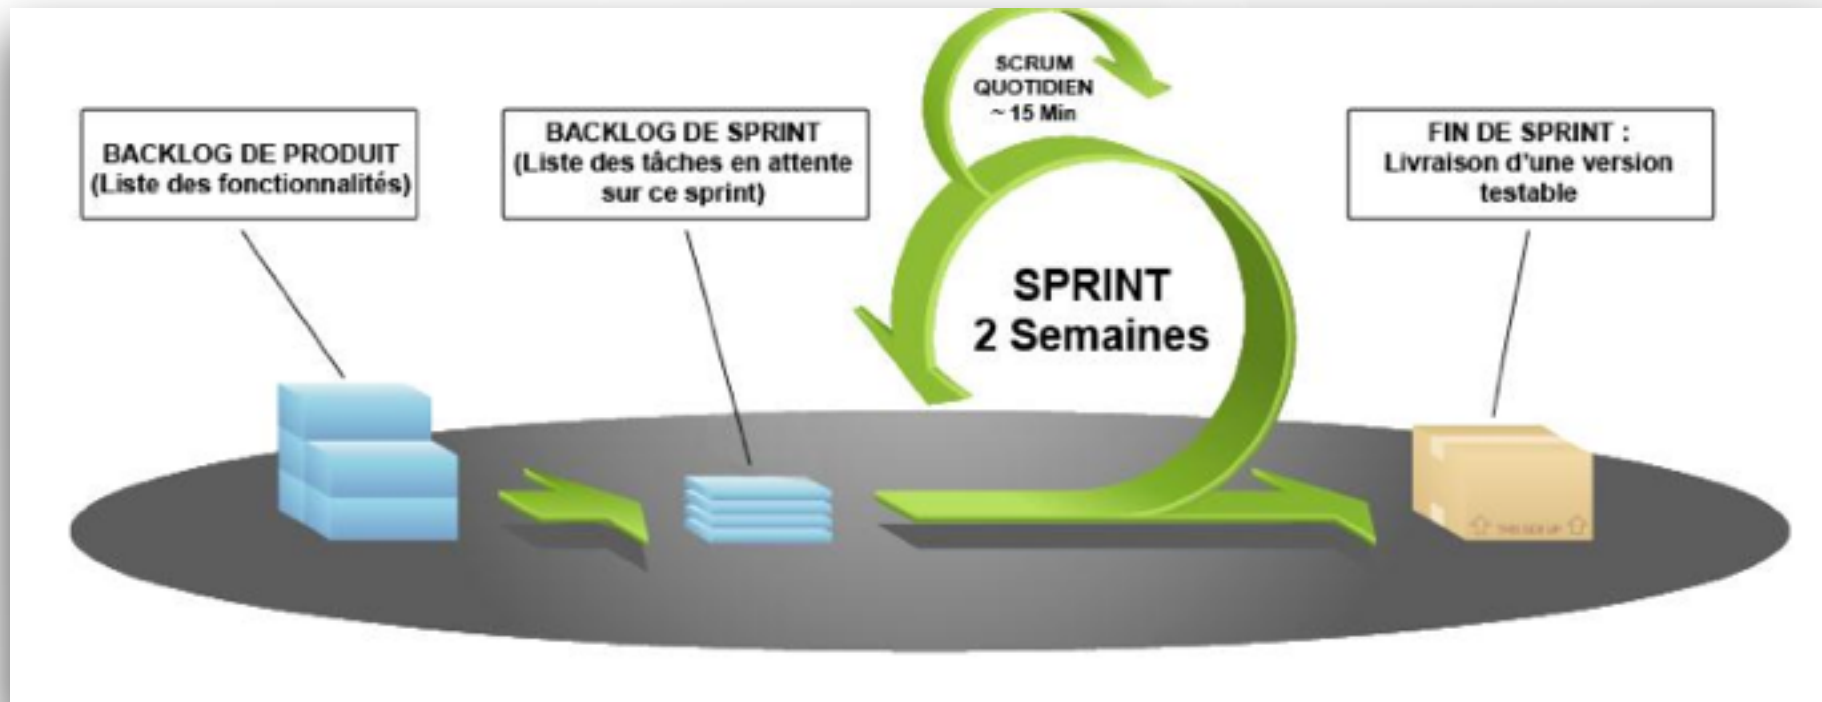 BACKLOG DE PRODUIT
(Liste des fonctionnalités)
BACKLOG DE SPRINT
(Liste des tâches en attente
sur ce sprint)
SCRUM
QUOTIDIEN
~ 15 Min
SPRINT
2 Semaines
FIN DE SPRINT :
Livraison d'une version
testable